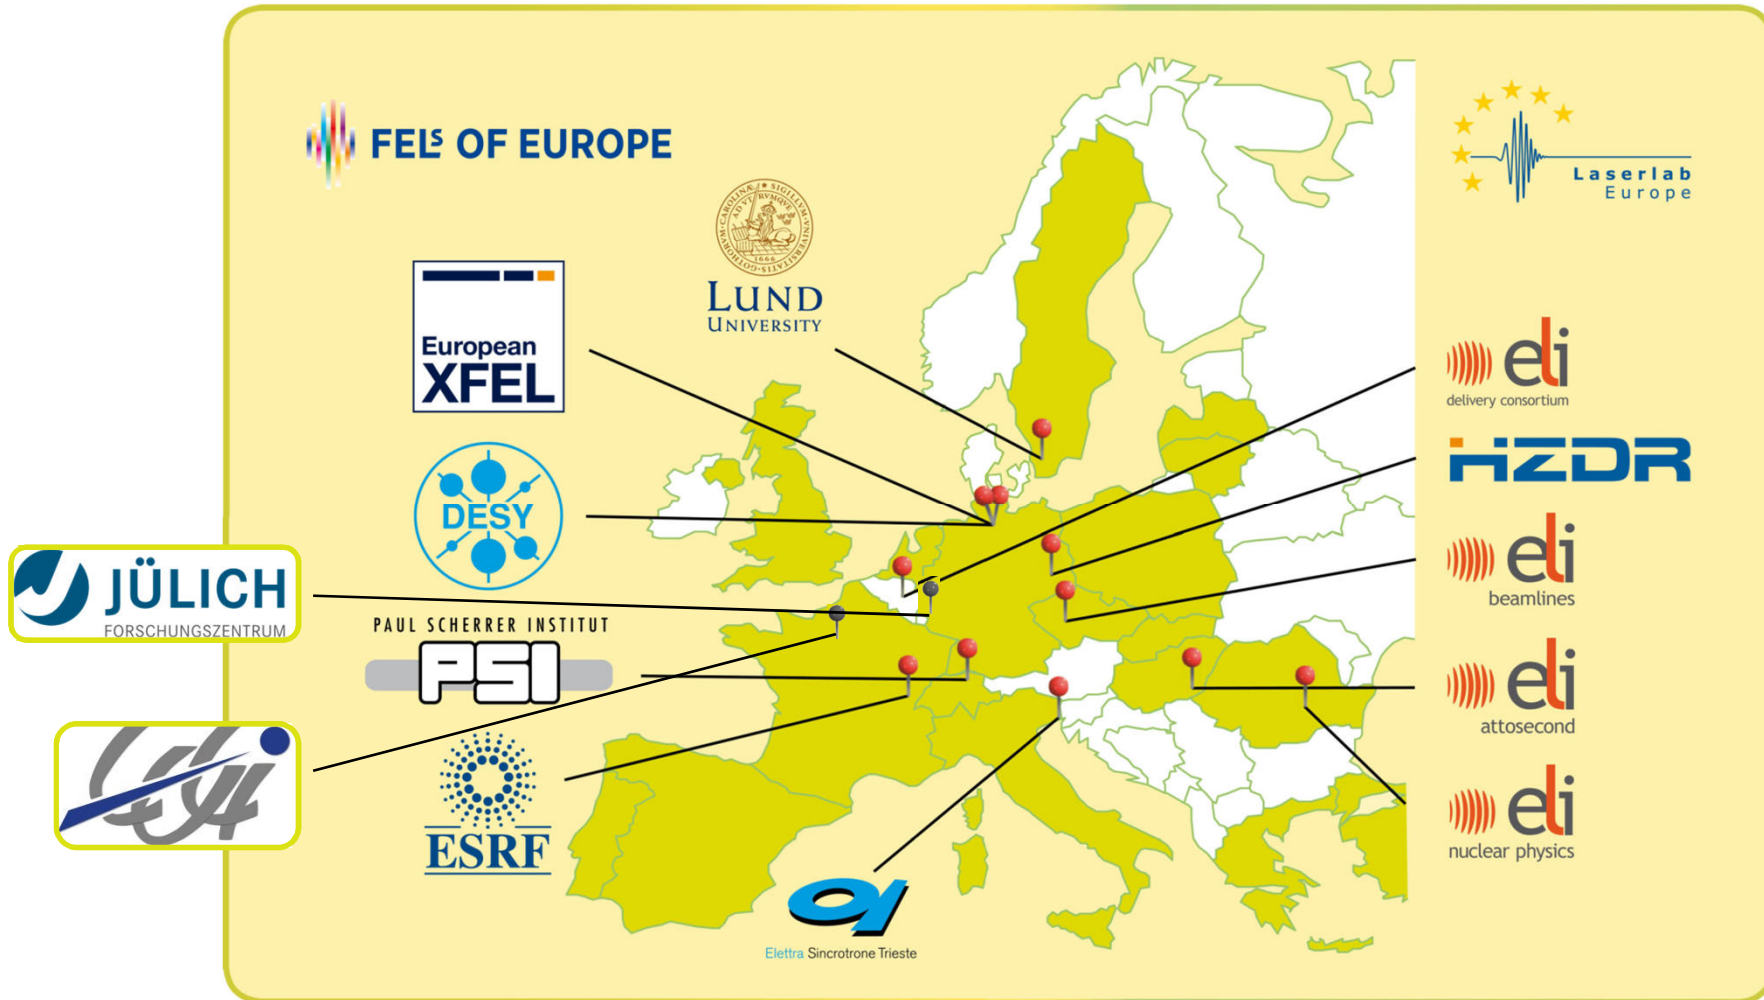 FELS OF EUROPE
Laserlab
Europe
LUND
UNIVERSITY
European
XFEL
DESY
JÜLICH
FORSCHUNGSZENTRUM
PAUL SCHERRER INSTITUT
PSI
ESRF
Elettra Sincrotrone Trieste
eli
delivery consortium
HZDR
eli
beamlines
eli
attosecond
eli
nuclear physics